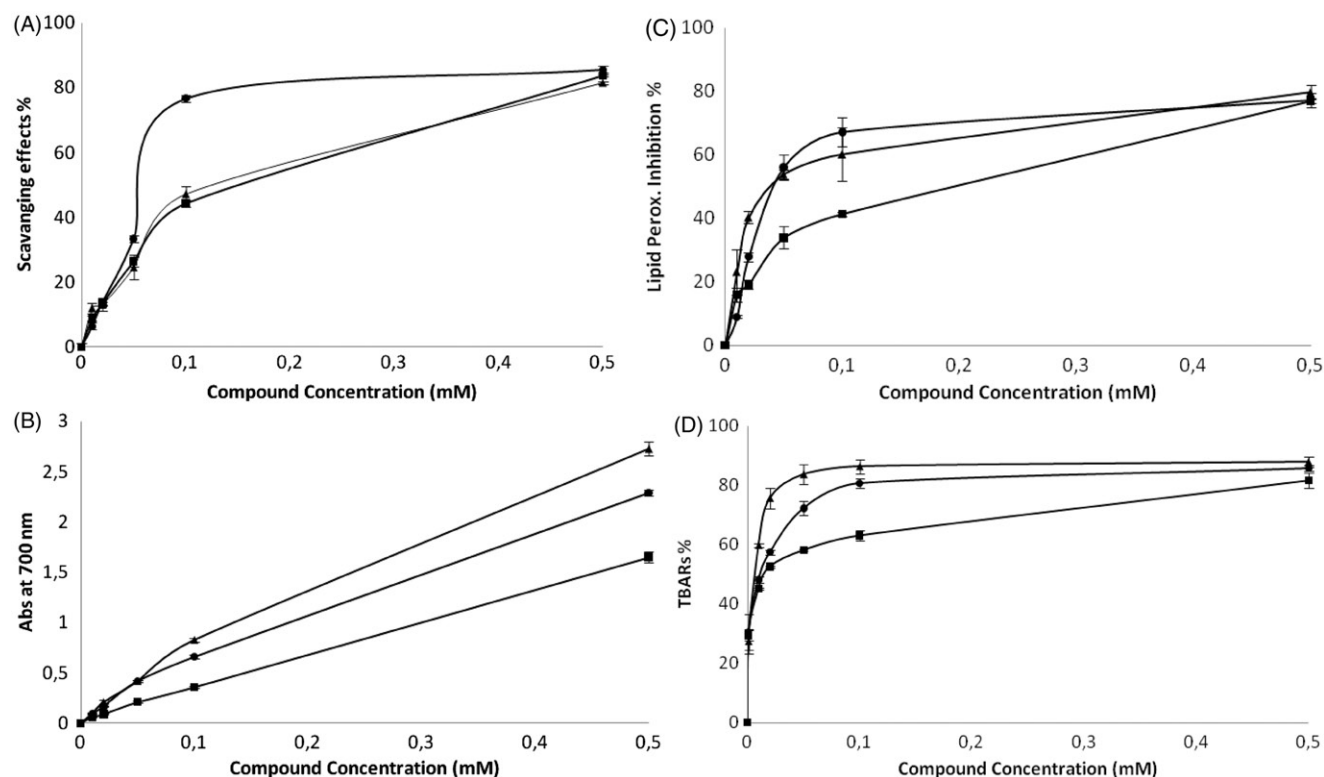 (A)
Scavanging effects %
100
80
60
40
20
0
0 0,1 0,2 0,3 0,4 0,5
Compound Concentration (mM)
(B)
Abs at 700 nm
3
2,5
2
1,5
1
0,5
0
0 0,1 0,2 0,3 0,4 0,5
Compound Concentration (mM)
(C)
Lipid Perox. Inhibition %
100
80
60
40
20
0
0 0,1 0,2 0,3 0,4 0,5
Compound Concentration (mM)
(D)
TBARs %
100
80
60
40
20
0
0 0,1 0,2 0,3 0,4 0,5
Compound Concentration (mM)